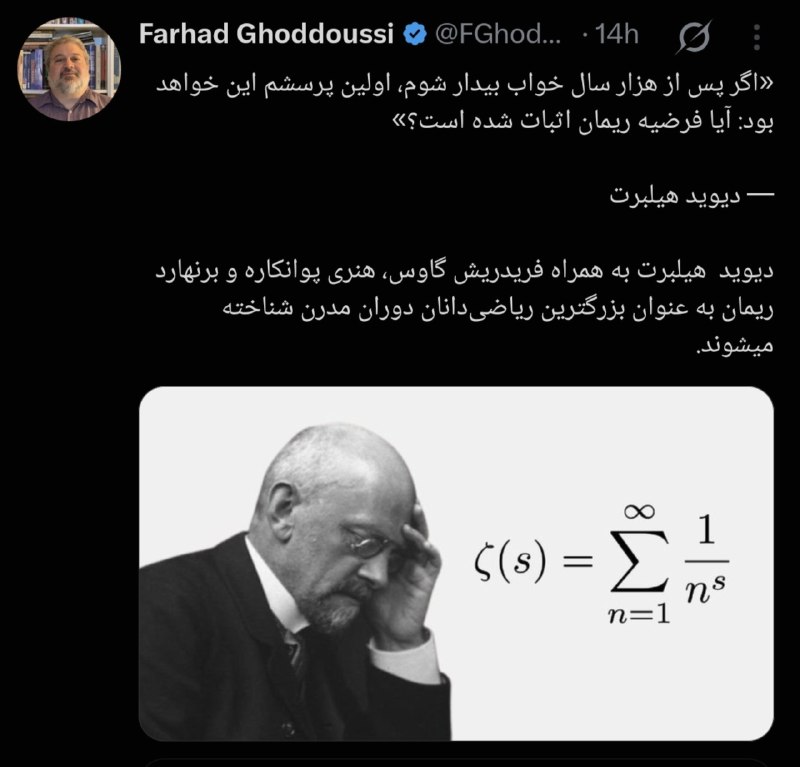 Farhad Ghoddoussi @FGhod... · 14h
«اگر پس از هزار سال خواب بیدار شوم، اولین پرسشم این خواهد
بود: آیا فرضیه ریمان اثبات شده است؟»
— دیوید هیلبرت
دیوید هیلبرت به همراه فریدریش گاوس، هنری پوانکاره و برنهارد
ریمان به عنوان بزرگترین ریاضی‌دانان دوران مدرن شناخته
میشوند.
ζ(s) = ∑_{n=1}^{∞} 1/n^s